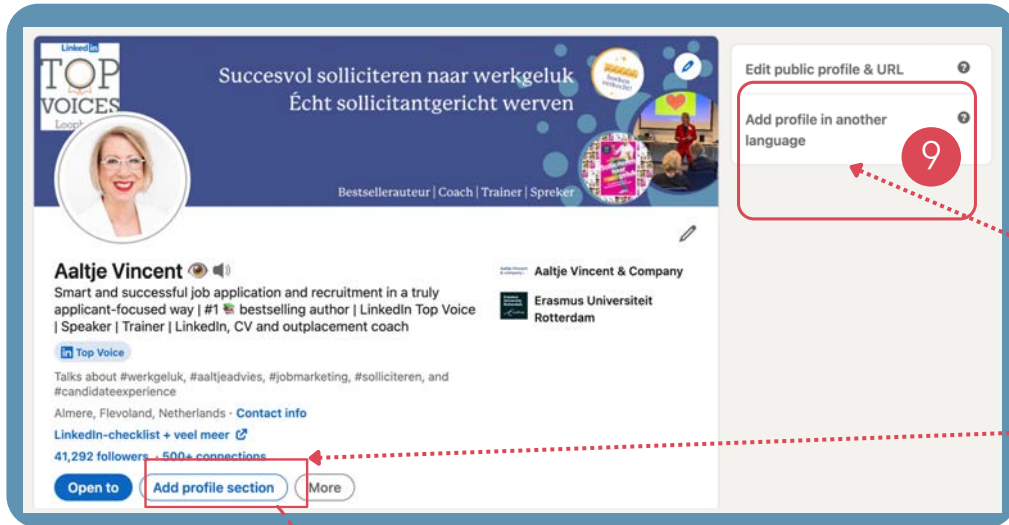 Linked in
TOP
VOICES
Succesvol solliciteren naar werkgeluk
Écht sollicitantgericht werven
Bestsellerauteur | Coach | Trainer | Spreker
Edit public profile & URL
Add profile in another
language
9
Aaltje Vincent
Smart and successful job application and recruitment in a truly
applicant-focused way | #1 bestselling author | LinkedIn Top Voice
| Speaker | Trainer | LinkedIn, CV and outplacement coach
Aaltje Vincent & Company
Erasmus Universiteit
Rotterdam
in Top Voice
Talks about #werkgeluk, #aaltjeadvies, #jobmarketing, #solliciteren, and
#candidateexperience
Almere, Flevoland, Netherlands · Contact info
LinkedIn-checklist + veel meer
41,292 followers · 500+ connections
Open to
Add profile section
More